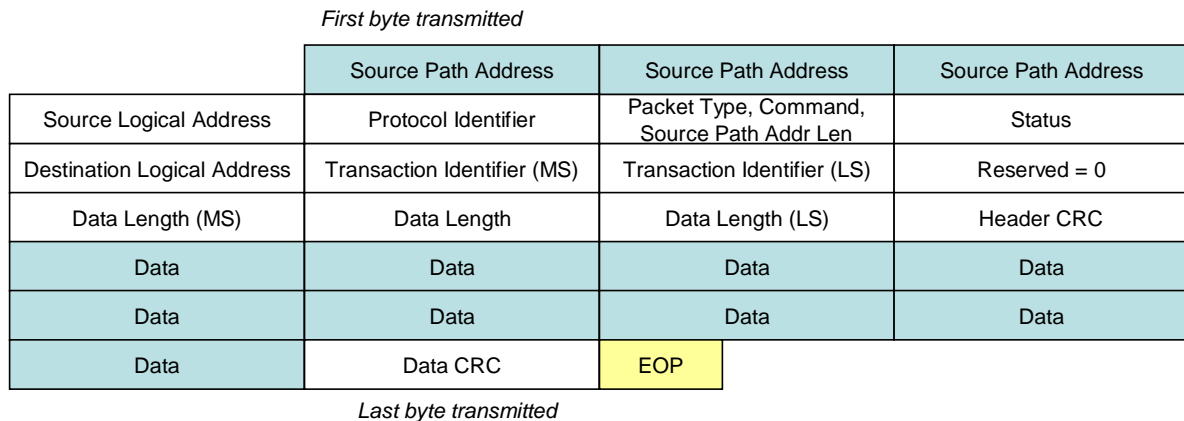 First byte transmitted
Source Path Address Source Path Address Source Path Address
Source Logical Address Protocol Identifier Packet Type, Command, Source Path Addr Len Status
Destination Logical Address Transaction Identifier (MS) Transaction Identifier (LS) Reserved = 0
Data Length (MS) Data Length Data Length (LS) Header CRC
Data Data Data Data
Data Data Data Data
Data Data CRC EOP
Last byte transmitted